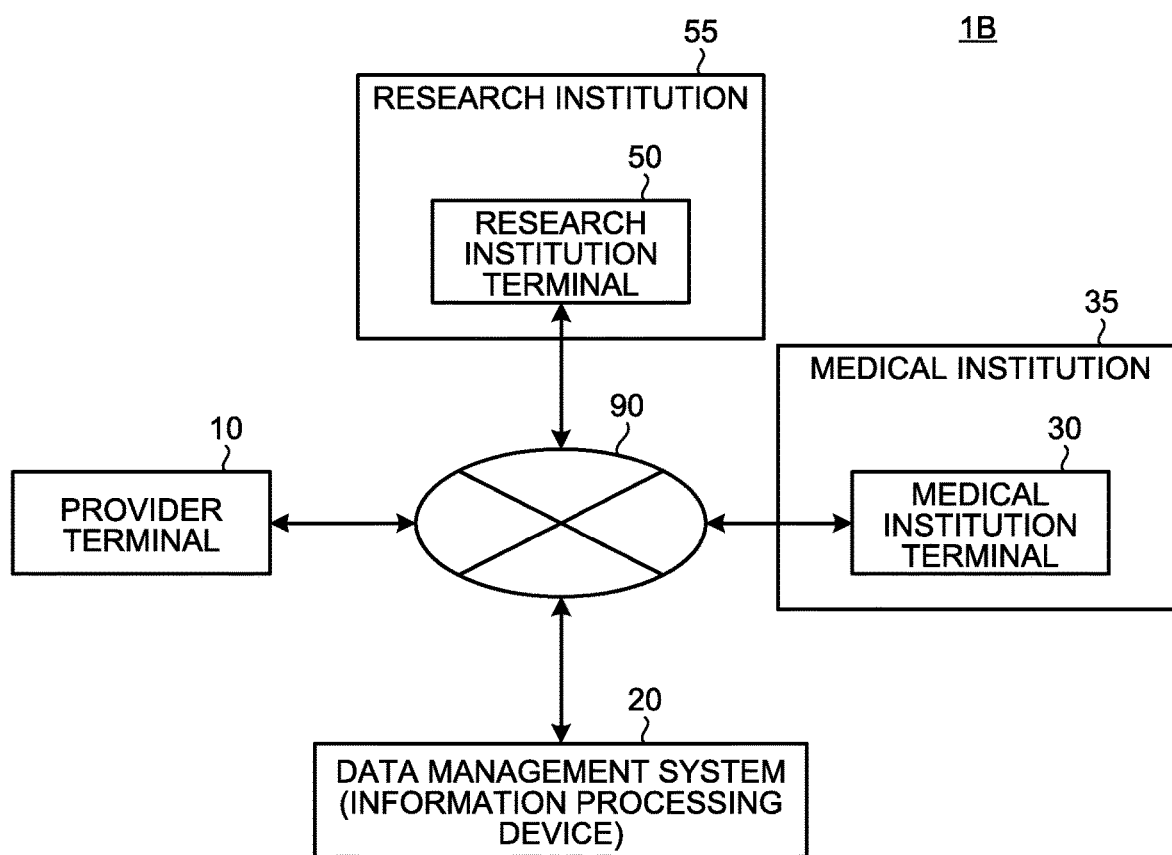 1B
55
RESEARCH INSTITUTION
50
RESEARCH
INSTITUTION
TERMINAL
35
MEDICAL INSTITUTION
90
10
30
PROVIDER
TERMINAL
MEDICAL
INSTITUTION
TERMINAL
20
DATA MANAGEMENT SYSTEM
(INFORMATION PROCESSING
DEVICE)